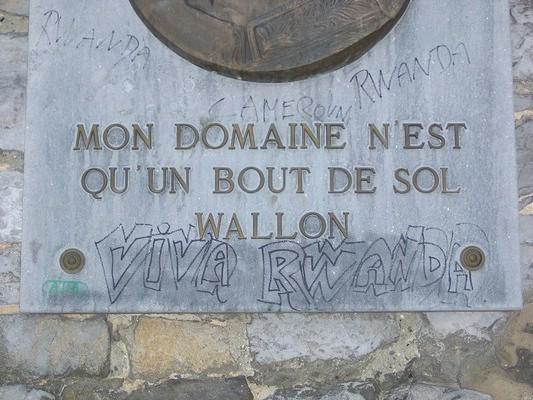 RWANDA
RWANDA
CAMEROUN
MON DOMAINE N'EST
QU'UN BOUT DE SOL
WALLON
VIVA RWANDA